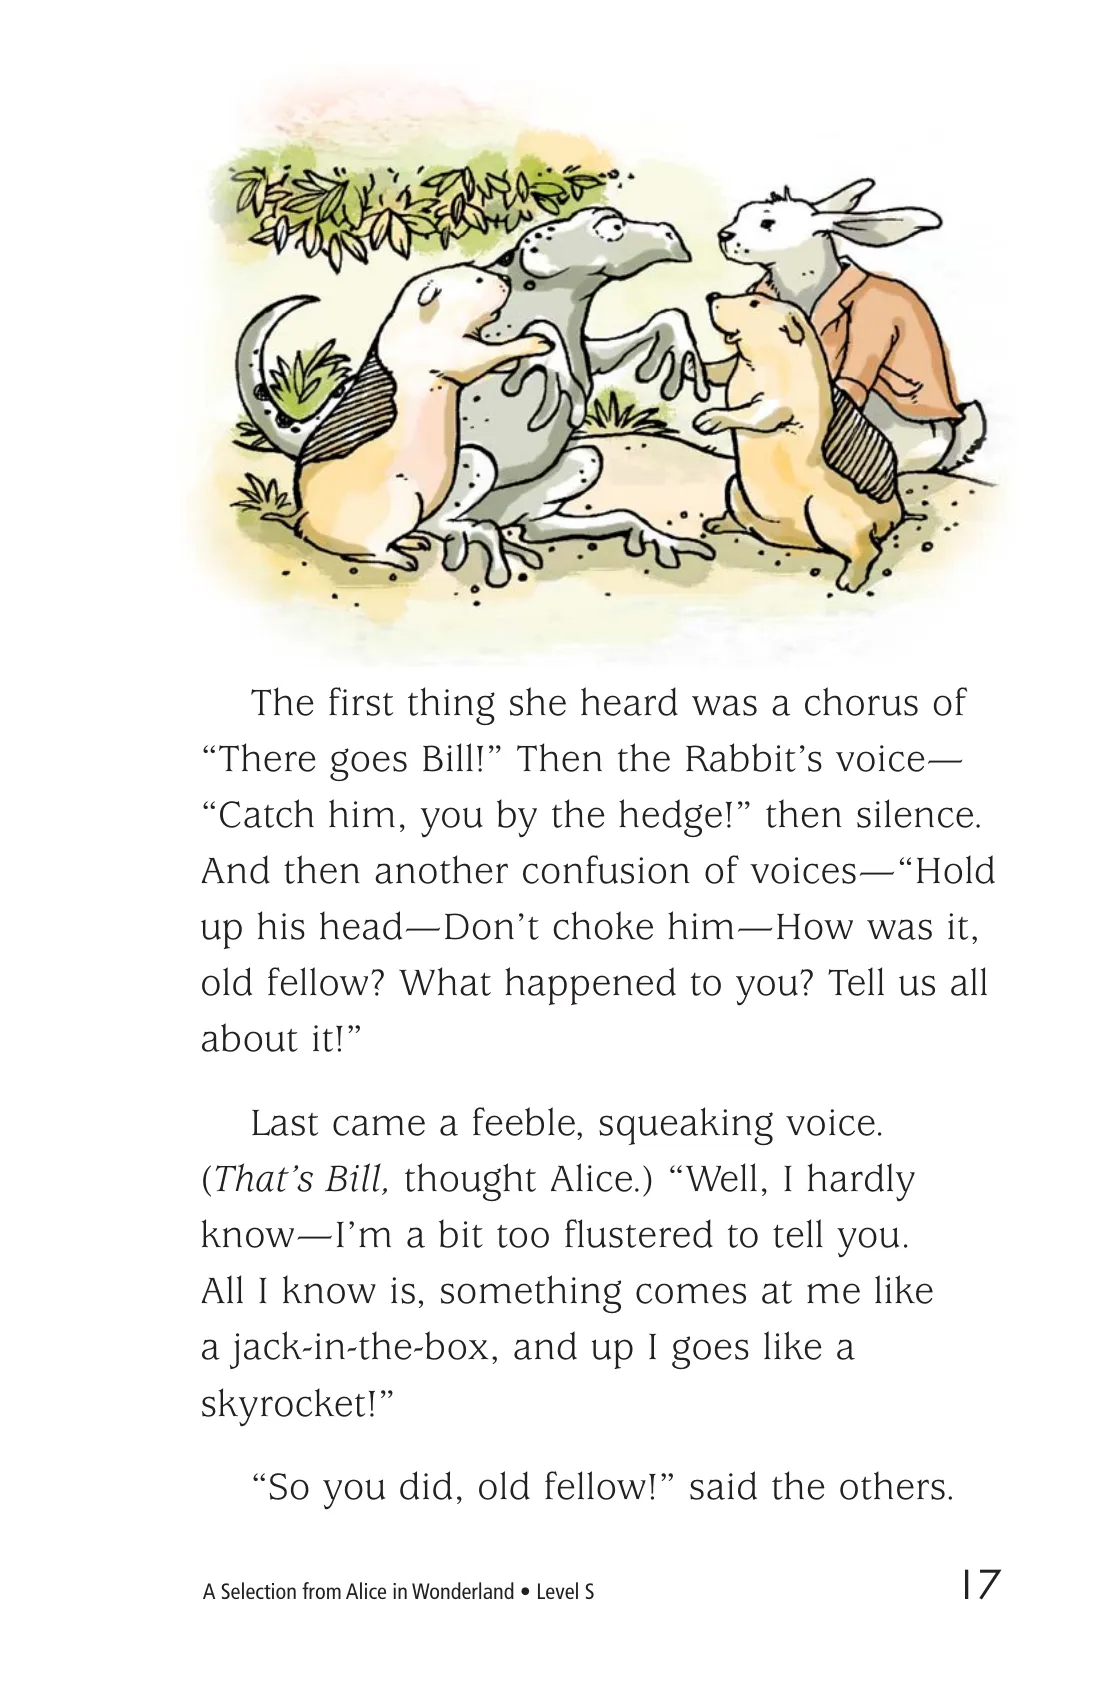 The first thing she heard was a chorus of
“There goes Bill!” Then the Rabbit’s voice—
“Catch him, you by the hedge!” then silence.
And then another confusion of voices—“Hold
up his head—Don’t choke him—How was it,
old fellow? What happened to you? Tell us all
about it!”
Last came a feeble, squeaking voice.
(That’s Bill, thought Alice.) “Well, I hardly
know—I’m a bit too flustered to tell you.
All I know is, something comes at me like
a jack-in-the-box, and up I goes like a
skyrocket!”
“So you did, old fellow!” said the others.
A Selection from Alice in Wonderland • Level S
17